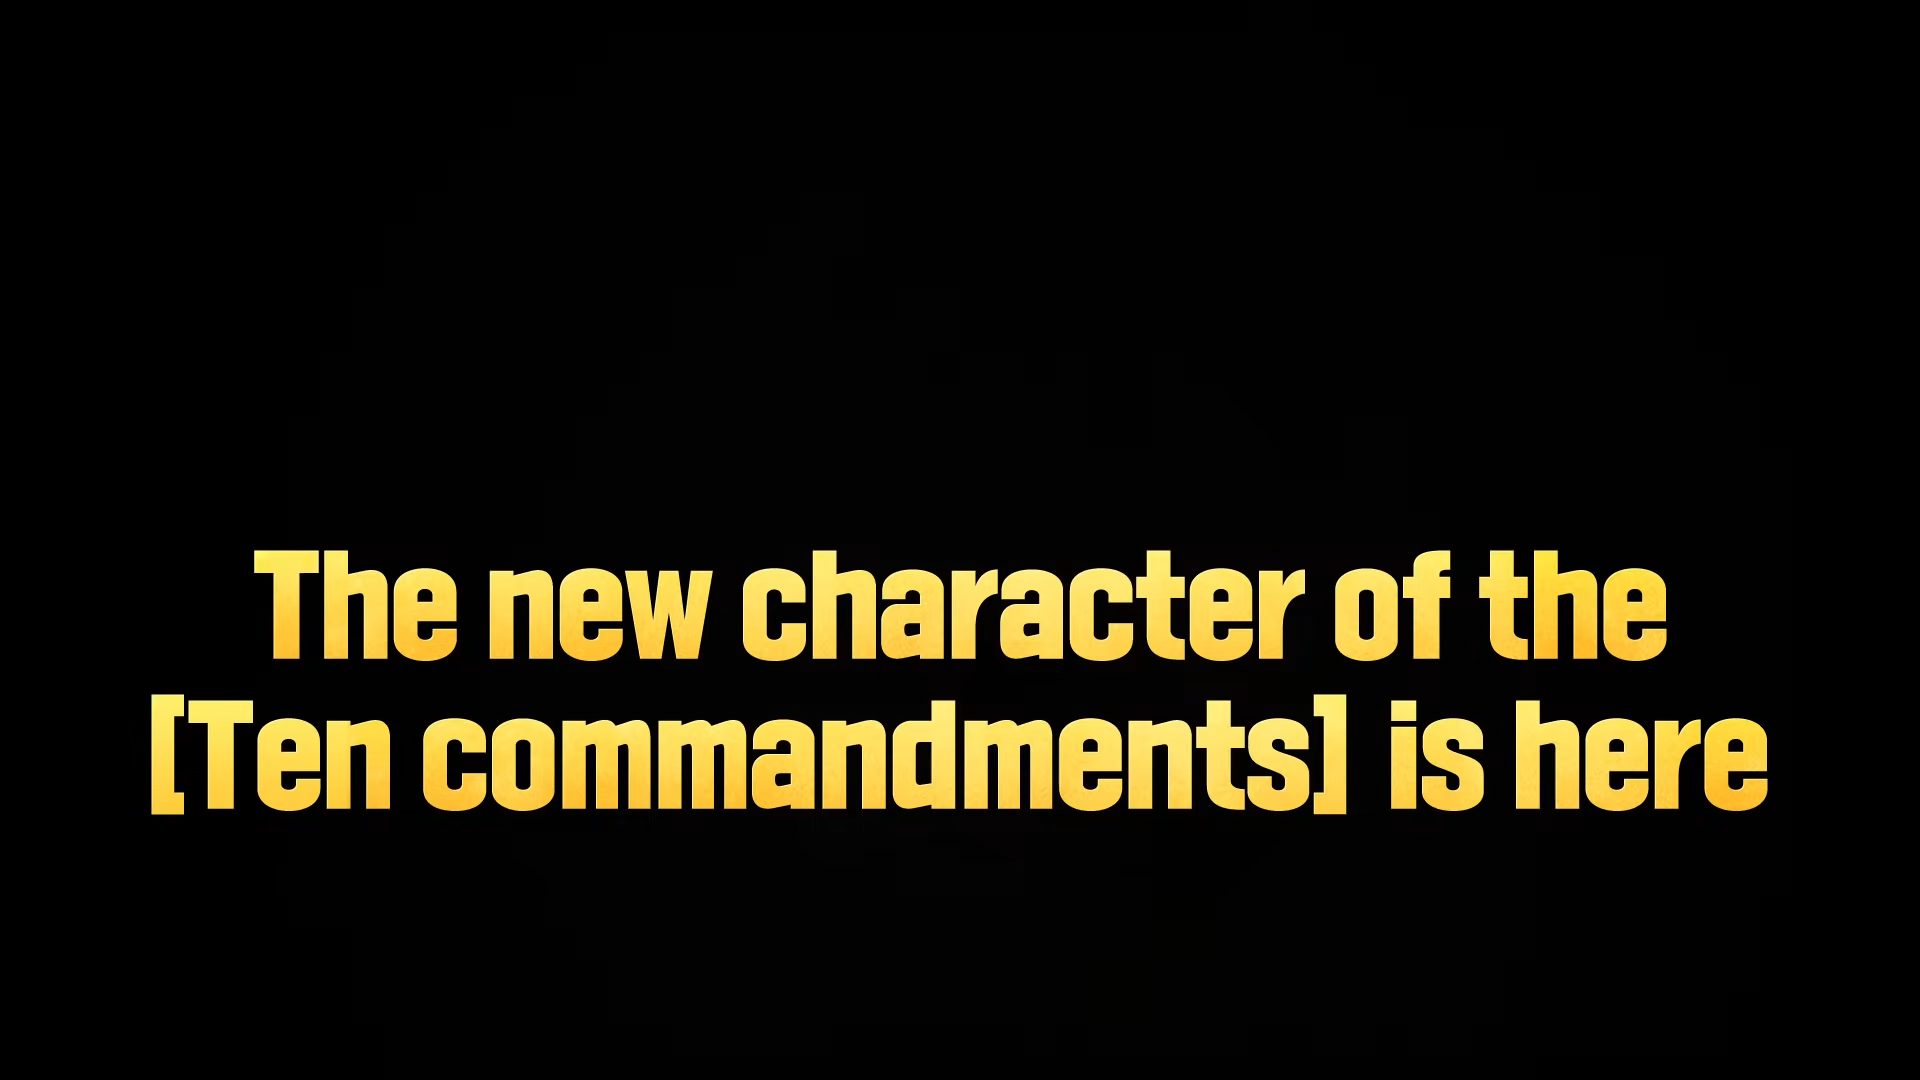 The new character of the
[Ten commandments] is here